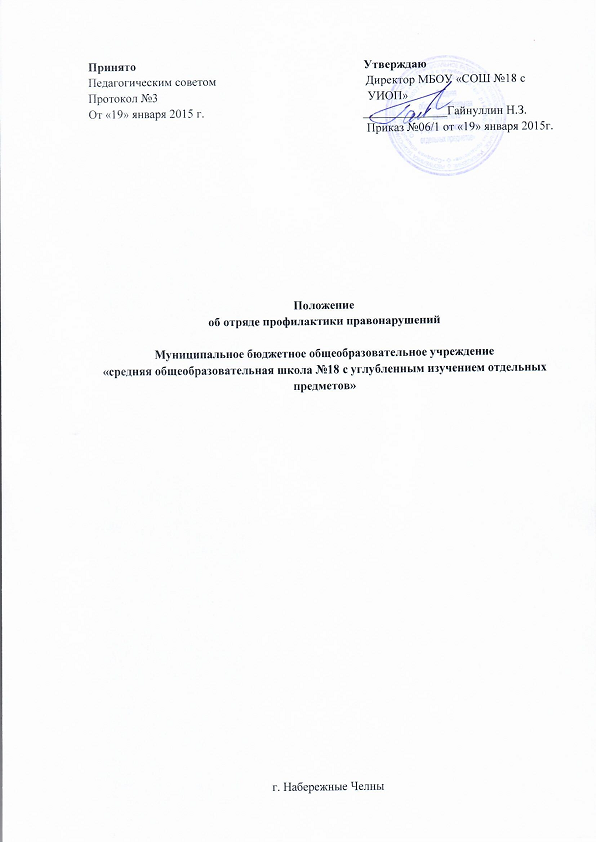 Принято
Педагогическим советом
Протокол №3
От «19» января 2015 г.
Утверждаю
Директор МБОУ «СОШ №18 с
УИОП»
____________Гайнуллин Н.З.
Приказ №06/1 от «19» января 2015г.
Положение
об отряде профилактики правонарушений
Муниципальное бюджетное общеобразовательное учреждение
«средняя общеобразовательная школа №18 с углубленным изучением отдельных
предметов»
г. Набережные Челны